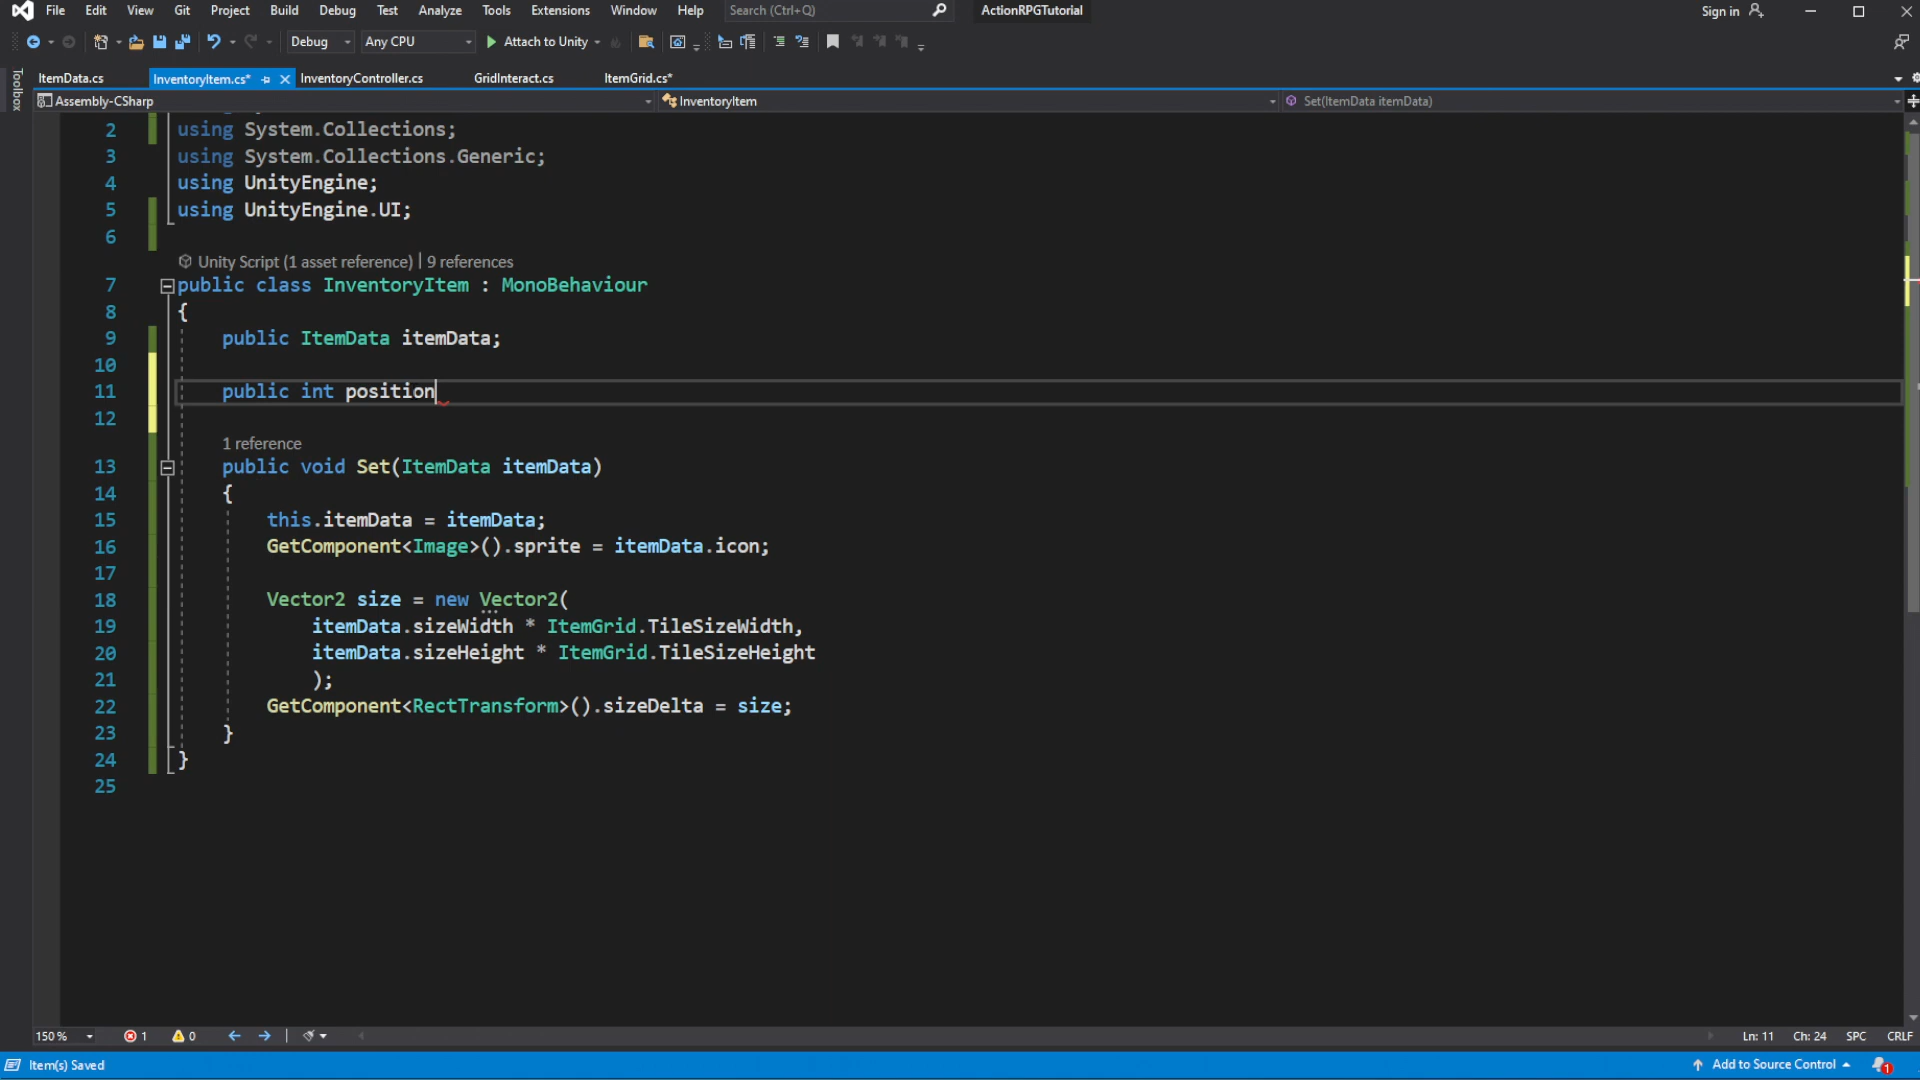 File Edit View Git Project Build Debug Test Analyze Tools Extensions Window Help Search (Ctrl+Q) ActionRPGTutorial Sign in
Debug Any CPU Attach to Unity
Toolbox
ItemData.cs InventoryItem.cs* InventoryController.cs GridInteract.cs ItemGrid.cs*
Assembly-CSharp InventoryItem Set(ItemData itemData)
2 using System.Collections;
3 using System.Collections.Generic;
4 using UnityEngine;
5 using UnityEngine.UI;
6
Unity Script (1 asset reference) | 9 references
7 public class InventoryItem : MonoBehaviour
8 {
9 public ItemData itemData;
10
11 public int position
12
1 reference
13 public void Set(ItemData itemData)
14 {
15 this.itemData = itemData;
16 GetComponent<Image>().sprite = itemData.icon;
17
18 Vector2 size = new Vector2(
19 itemData.sizeWidth * ItemGrid.TileSizeWidth,
20 itemData.sizeHeight * ItemGrid.TileSizeHeight
21 );
22 GetComponent<RectTransform>().sizeDelta = size;
23 }
24 }
25
150 % 1 0 Ln: 11 Ch: 24 SPC CRLF
Item(s) Saved Add to Source Control 1